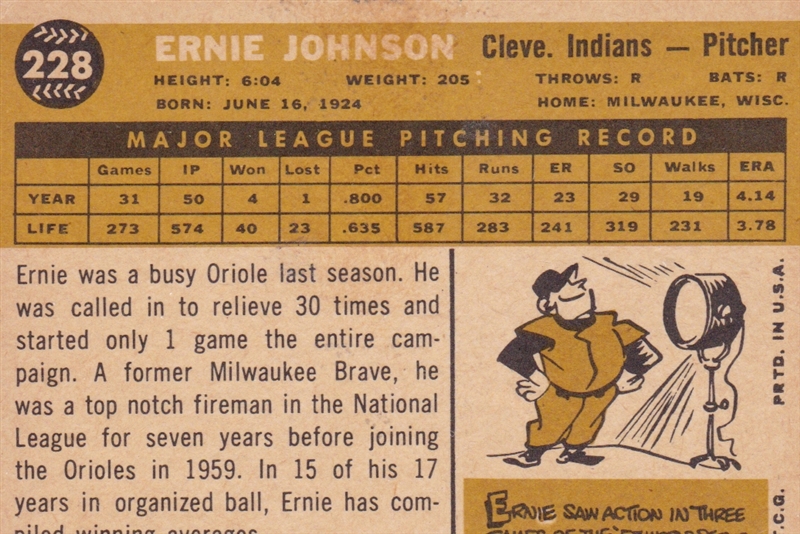 228
ERNIE JOHNSON Cleve. Indians — Pitcher
HEIGHT: 6:04 WEIGHT: 205 THROWS: R BATS: R
BORN: JUNE 16, 1924 HOME: MILWAUKEE, WISC.
MAJOR LEAGUE PITCHING RECORD
Games IP Won Lost Pct Hits Runs ER SO Walks ERA
YEAR 31 50 4 1 .800 57 32 23 29 19 4.14
LIFE 273 574 40 23 .635 587 283 241 319 231 3.78
Ernie was a busy Oriole last season. He
was called in to relieve 30 times and
started only 1 game the entire cam-
paign. A former Milwaukee Brave, he
was a top notch fireman in the National
League for seven years before joining
the Orioles in 1959. In 15 of his 17
years in organized ball, Ernie has com-
piled winning averages.
ERNIE SAW ACTION IN THREE
PRTD. IN U.S.A.
T.C.G.